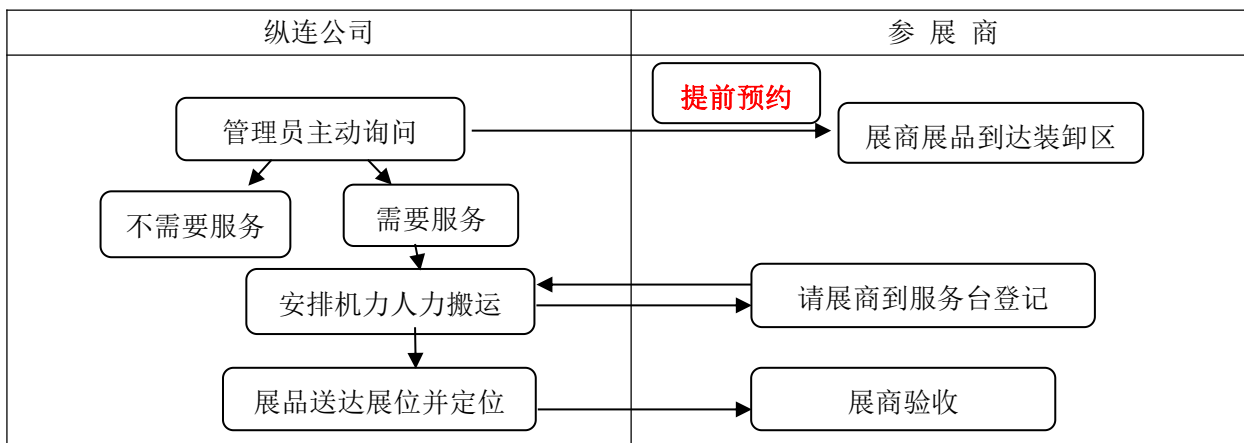 纵连公司
参 展 商
提前预约
管理员主动询问
展商展品到达装卸区
不需要服务
需要服务
安排机力人力搬运
请展商到服务台登记
展品送达展位并定位
展商验收